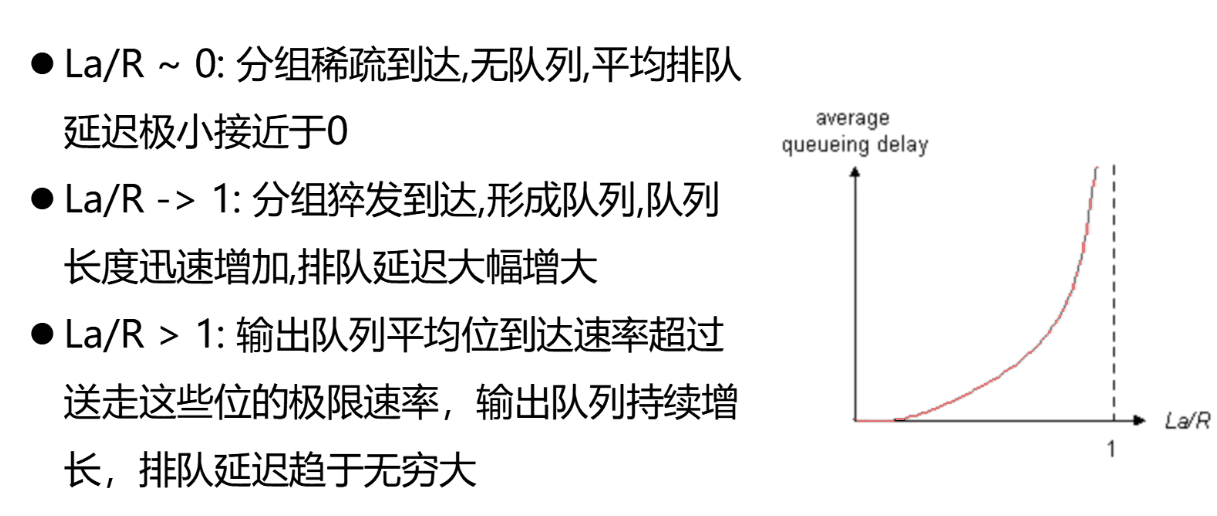 ● La/R ~ 0: 分组稀疏到达,无队列,平均排队
延迟极小接近于0
● La/R -> 1: 分组猝发到达,形成队列,队列
长度迅速增加,排队延迟大幅增大
● La/R > 1: 输出队列平均位到达速率超过
送走这些位的极限速率，输出队列持续增
长，排队延迟趋于无穷大
average
queueing delay
La/R
1